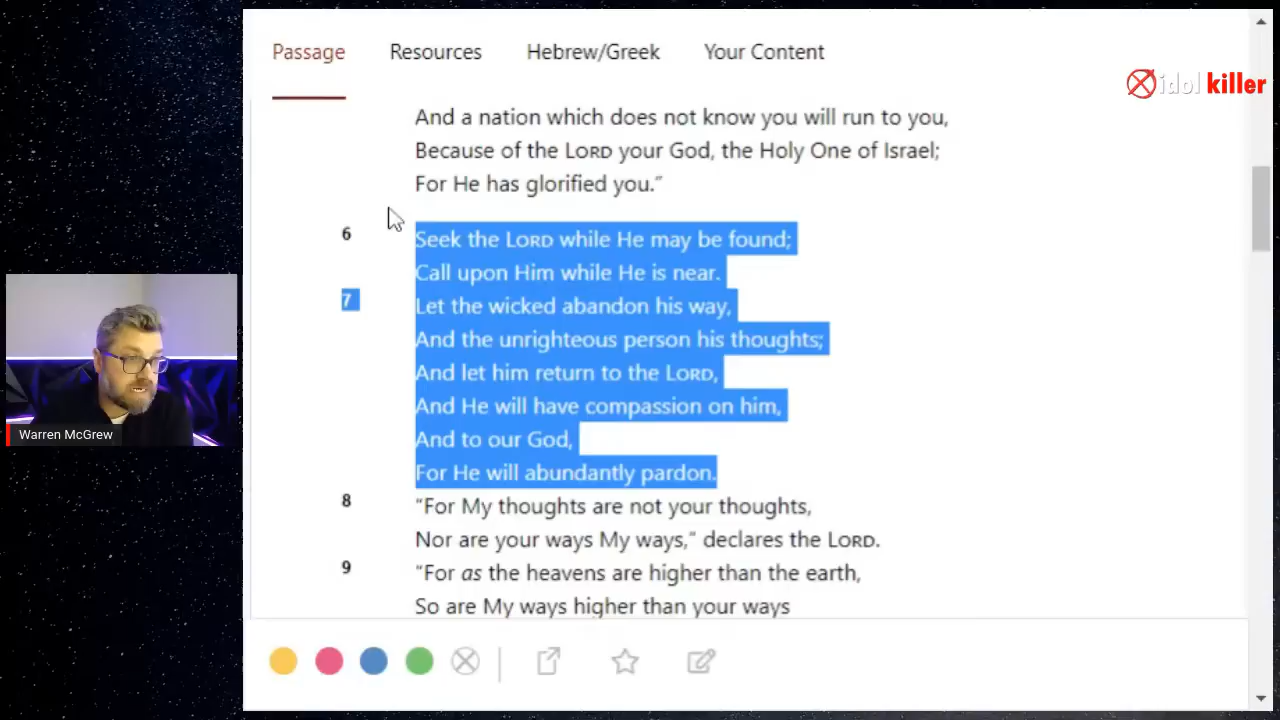 Passage Resources Hebrew/Greek Your Content
idol killer
And a nation which does not know you will run to you,
Because of the LORD your God, the Holy One of Israel;
For He has glorified you.”
6 Seek the LORD while He may be found;
Call upon Him while He is near.
7 Let the wicked abandon his way,
And the unrighteous person his thoughts;
And let him return to the LORD,
And He will have compassion on him,
And to our God,
For He will abundantly pardon.
8 “For My thoughts are not your thoughts,
Nor are your ways My ways,” declares the LORD.
9 “For as the heavens are higher than the earth,
So are My ways higher than your ways
Warren McGrew